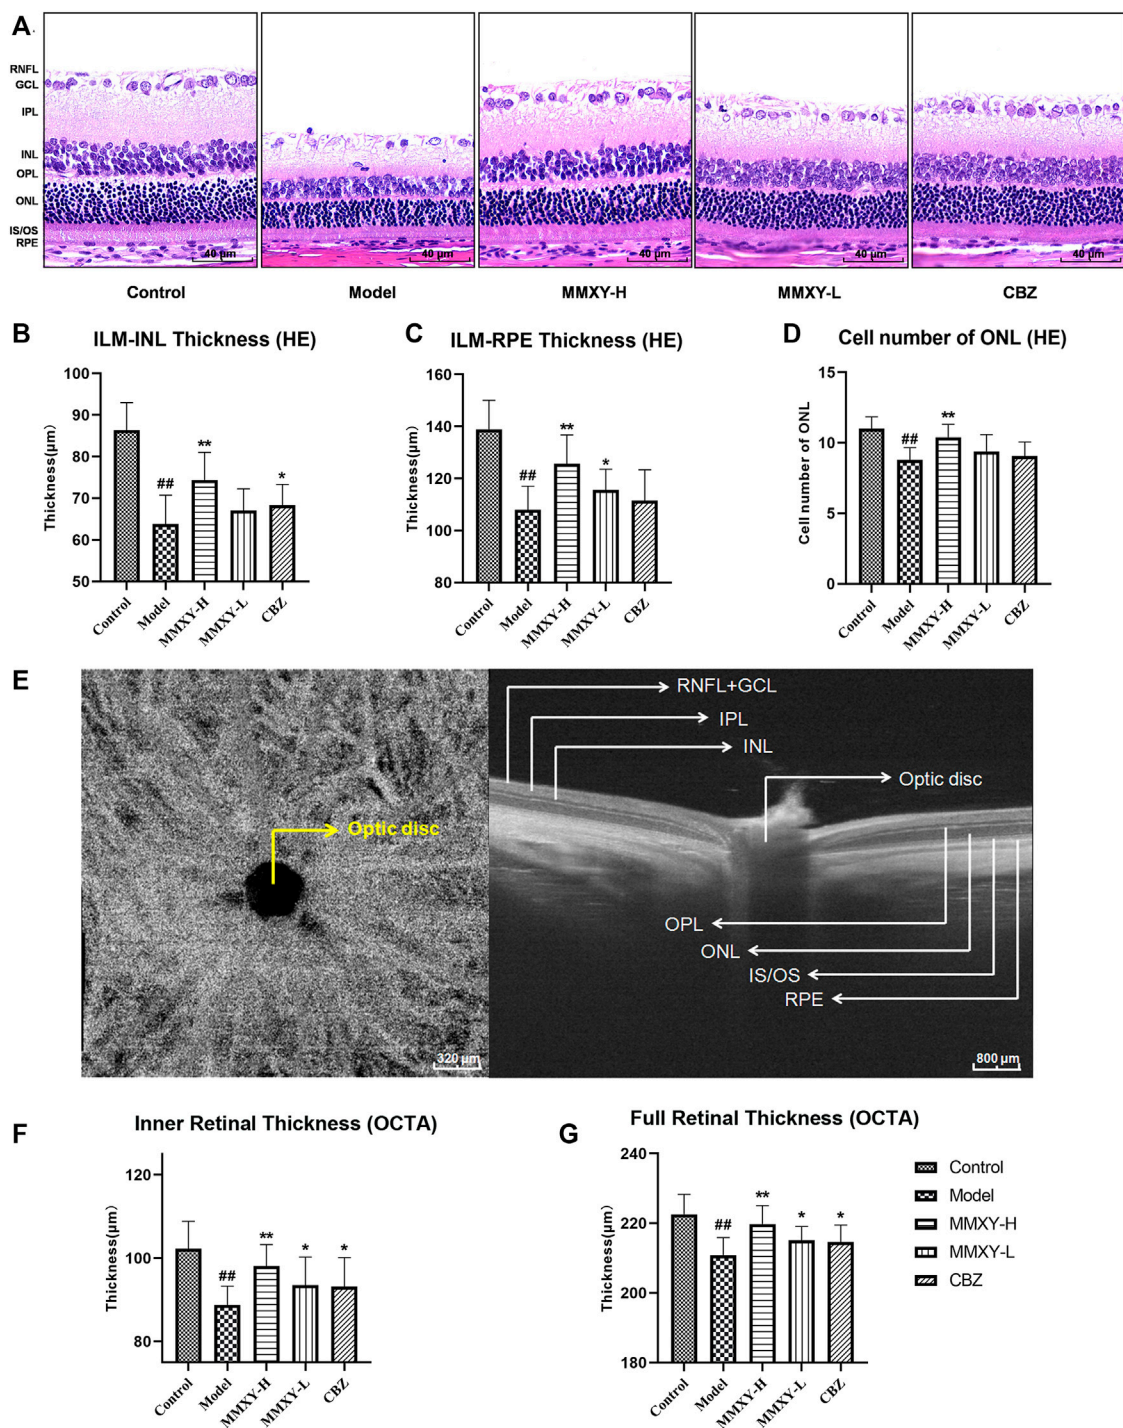 A.
RNFL
GCL
IPL
INL
OPL
ONL
IS/OS
RPE
40 μm
40 μm
40 μm
40 μm
40 μm
Control
Model
MMXY-H
MMXY-L
CBZ
B
ILM-INL Thickness (HE)
Thickness(μm)
100
90
80
70
60
50
##
**
*
Control
Model
MMXY-H
MMXY-L
CBZ
C
ILM-RPE Thickness (HE)
Thickness(μm)
160
140
120
100
80
##
**
*
Control
Model
MMXY-H
MMXY-L
CBZ
D
Cell number of ONL (HE)
Cell number of ONL
15
10
5
0
##
**
Control
Model
MMXY-H
MMXY-L
CBZ
E
Optic disc
320 μm
RNFL+GCL
IPL
INL
Optic disc
OPL
ONL
IS/OS
RPE
800 μm
F
Inner Retinal Thickness (OCTA)
Thickness(μm)
120
100
80
##
**
*
*
Control
Model
MMXY-H
MMXY-L
CBZ
G
Full Retinal Thickness (OCTA)
Thickness(μm)
240
220
200
180
##
**
*
*
Control
Model
MMXY-H
MMXY-L
CBZ
Control
Model
MMXY-H
MMXY-L
CBZ